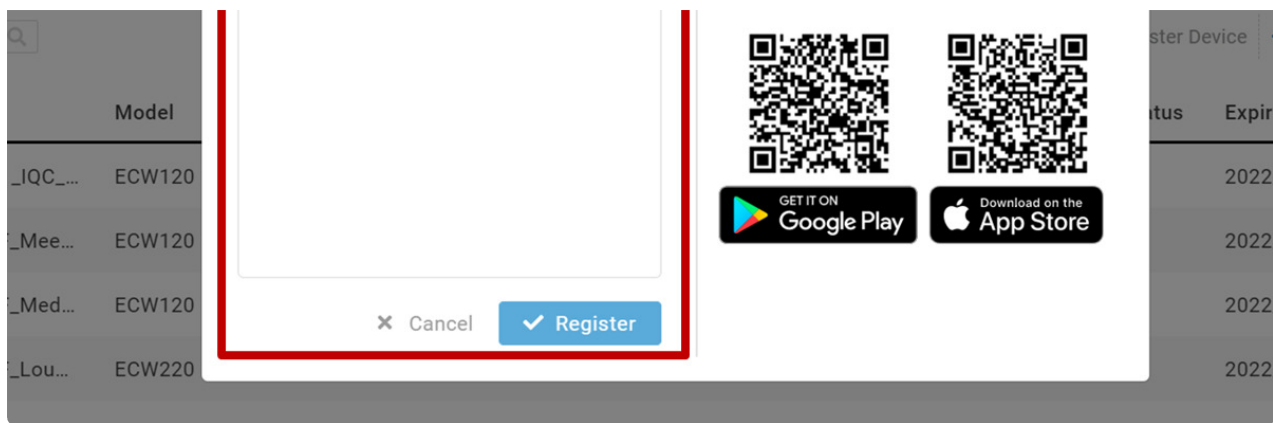 ster Device
Model
atus
Expir
_IQC_...
ECW120
2022
_Mee...
ECW120
2022
_Med...
ECW120
2022
_Lou...
ECW220
2022
GET IT ON
Google Play
Download on the
App Store
Cancel
Register